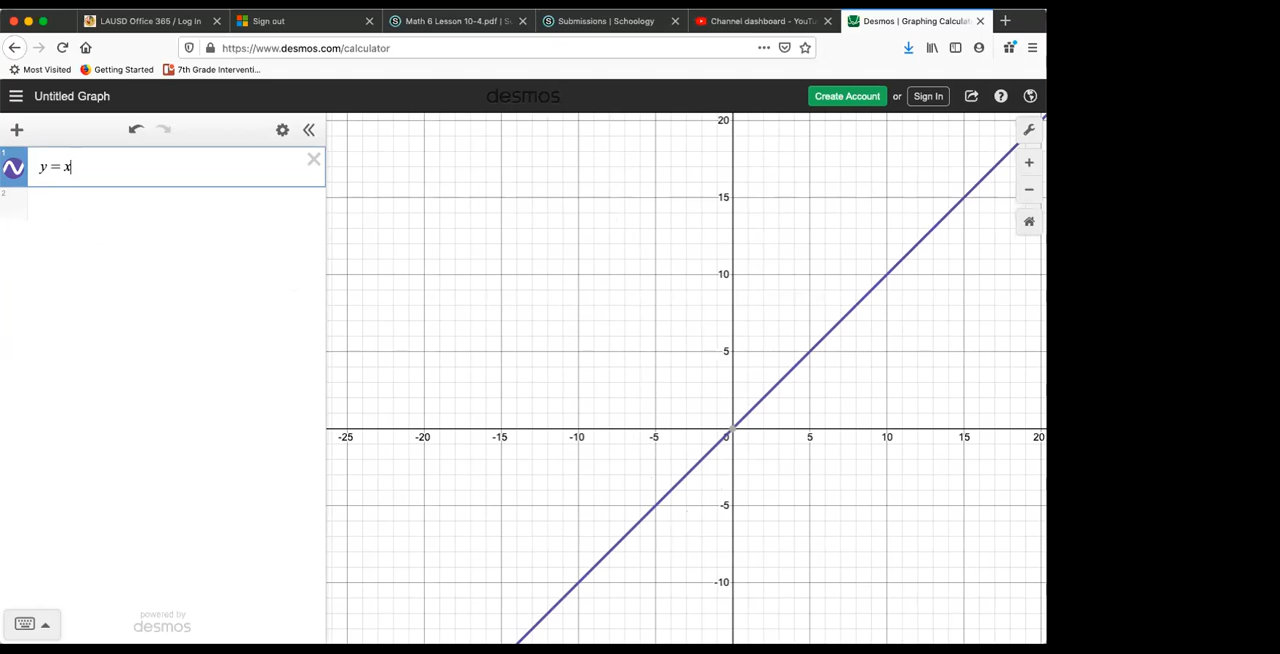 LAUSD Office 365 / Log in
Sign out
Math 6 Lesson 10-4.pdf | S
Submissions | Schoology
Channel dashboard - YouTu
Desmos | Graphing Calculat
https://www.desmos.com/calculator
Most Visited
Getting Started
7th Grade Interventi...
Untitled Graph
desmos
Create Account
or
Sign In
1
y = x
2
20
15
10
5
-25
-20
-15
-10
-5
0
5
10
15
20
-5
-10
powered by
desmos